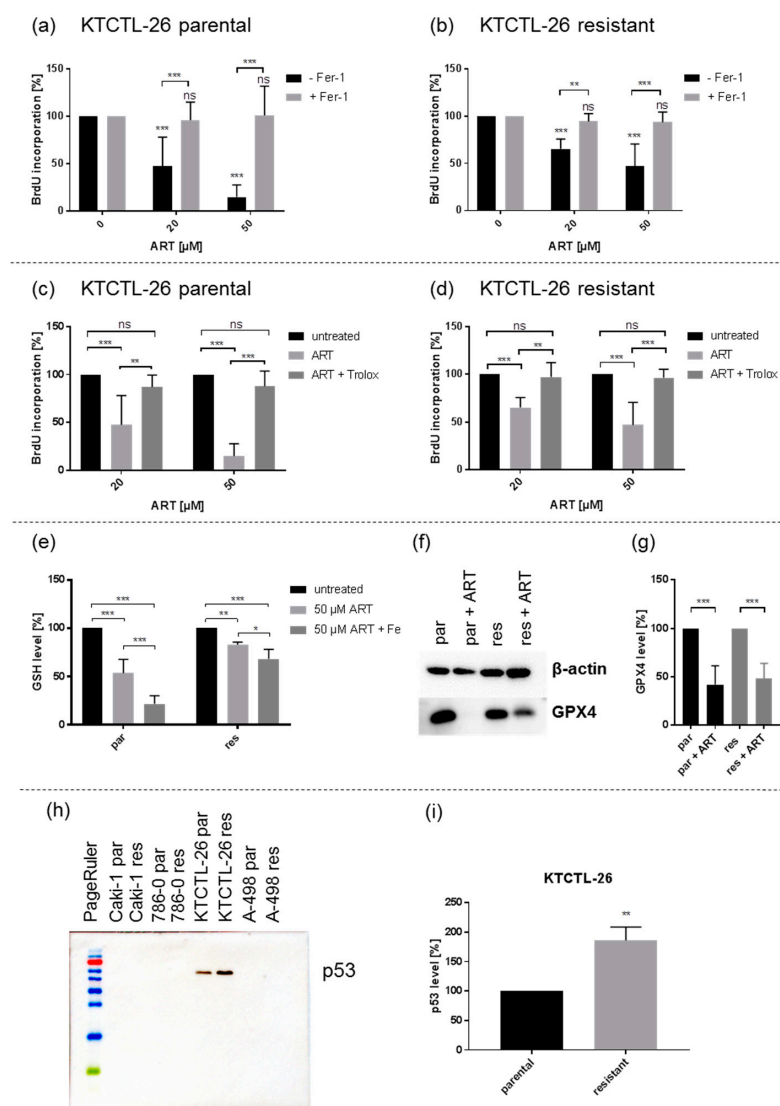 (a) KTCTL-26 parental
BrdU incorporation [%]
150
100
50
0
***
***
***
ns
***
ns
- Fer-1
+ Fer-1
0
20
50
ART [µM]
(b) KTCTL-26 resistant
BrdU incorporation [%]
150
100
50
0
**
***
***
ns
***
ns
- Fer-1
+ Fer-1
0
20
50
ART [µM]
(c) KTCTL-26 parental
BrdU incorporation [%]
150
100
50
0
ns
***
**
ns
***
***
untreated
ART
ART + Trolox
20
50
ART [µM]
(d) KTCTL-26 resistant
BrdU incorporation [%]
150
100
50
0
ns
***
**
ns
***
***
untreated
ART
ART + Trolox
20
50
ART [µM]
(e)
GSH level [%]
150
100
50
0
***
***
***
***
**
*
untreated
50 µM ART
50 µM ART + Fe
par
res
(f)
par
par + ART
res
res + ART
β-actin
GPX4
(g)
GPX4 level [%]
150
100
50
0
***
***
par
par + ART
res
res + ART
(h)
PageRuler
Caki-1 par
Caki-1 res
786-0 par
786-0 res
KTCTL-26 par
KTCTL-26 res
A-498 par
A-498 res
p53
(i)
KTCTL-26
p53 level [%]
250
200
150
100
50
0
**
parental
resistant